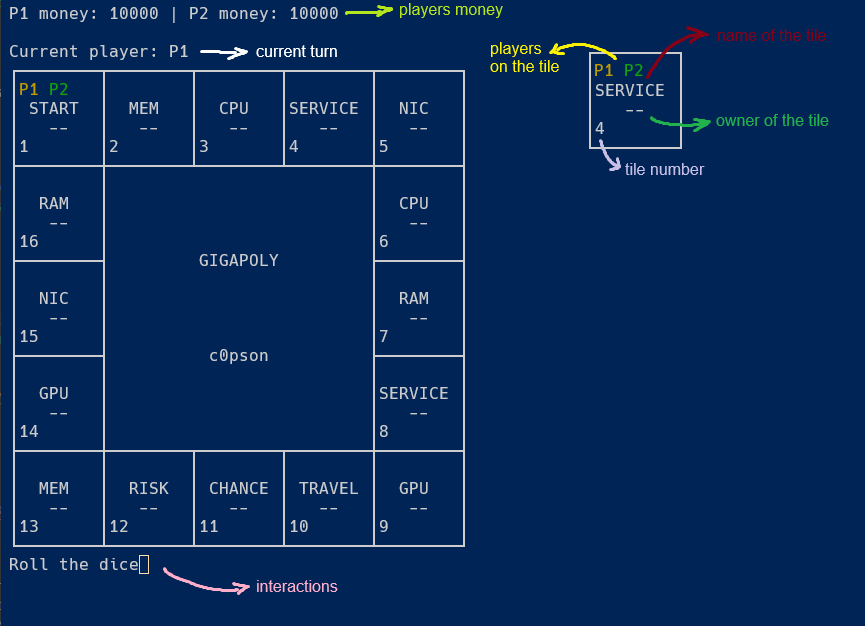 P1 money: 10000 | P2 money: 10000
players money
Current player: P1
current turn
P1 P2
START
--
1
MEM
--
2
CPU
--
3
SERVICE
--
4
NIC
--
5
RAM
--
16
CPU
--
6
GIGAPOLY
NIC
--
15
RAM
--
7
c0pson
GPU
--
14
SERVICE
--
8
MEM
--
13
RISK
--
12
CHANCE
--
11
TRAVEL
--
10
GPU
--
9
Roll the dice
interactions
players
on the tile
name of the tile
P1 P2
SERVICE
--
4
owner of the tile
tile number